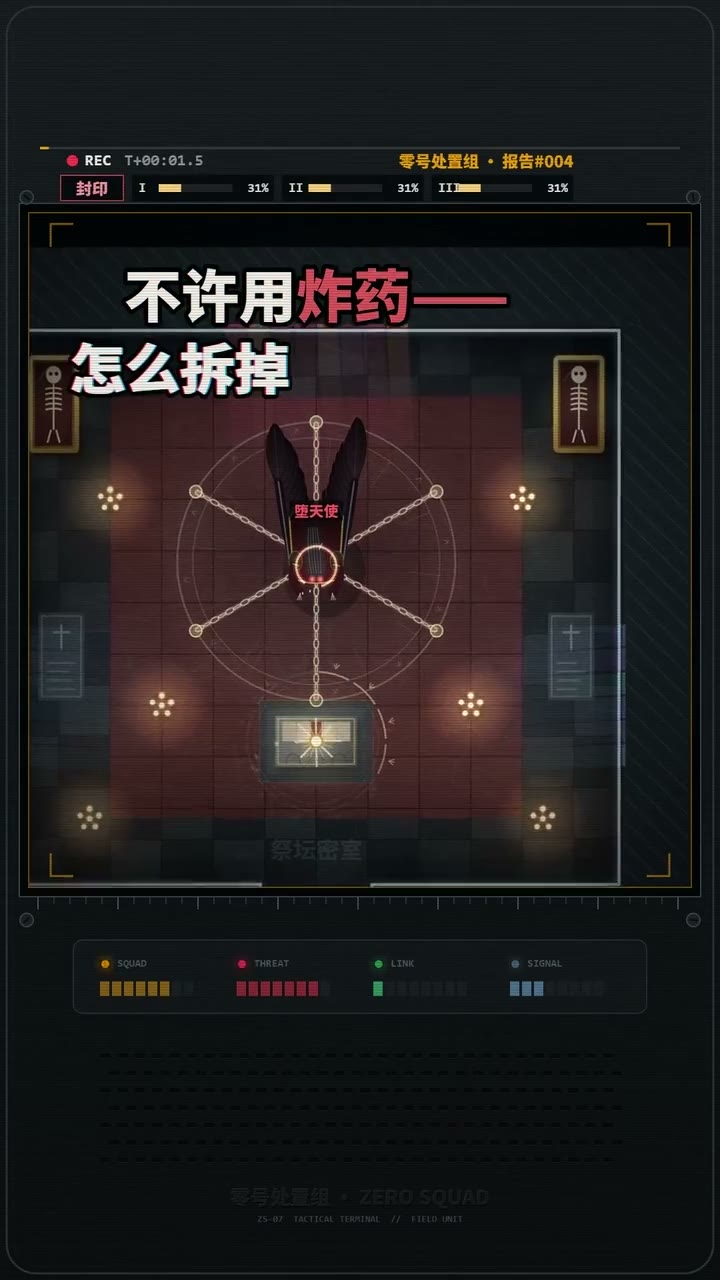 REC T+00:01.5 零号处置组 • 报告#004
封印 I 31% II 31% III 31%
不许用炸药——
怎么拆掉
堕天使
祭坛密室
SQUAD THREAT LINK SIGNAL
零号处置组 • ZERO SQUAD
ZS-07 TACTICAL TERMINAL // FIELD UNIT